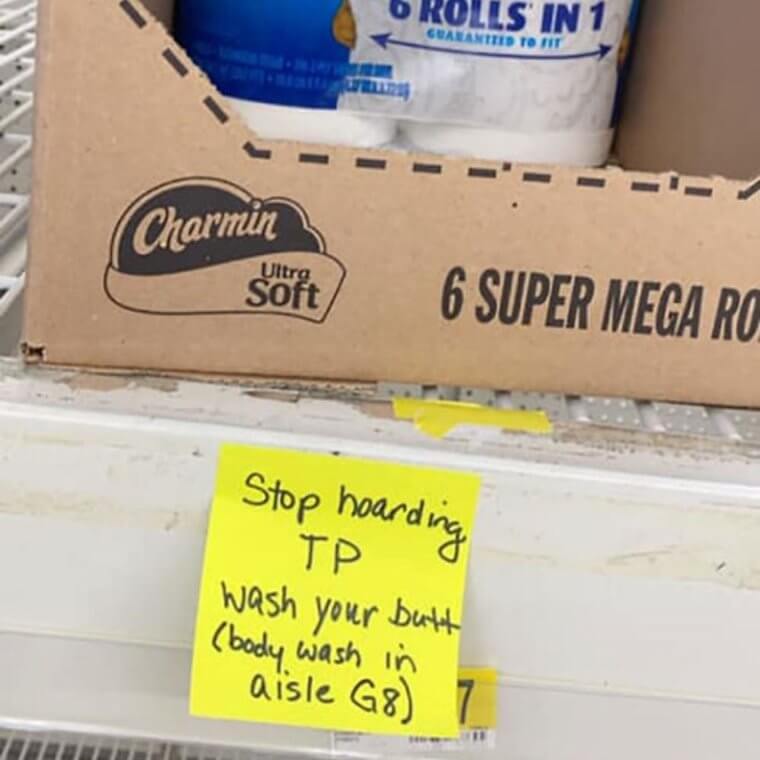 6 ROLLS IN 1
GUARANTEED TO FIT
Charmin
Ultra
Soft
6 SUPER MEGA RO
Stop hoarding
TP
Wash your butt
(body wash in
aisle G8)
7